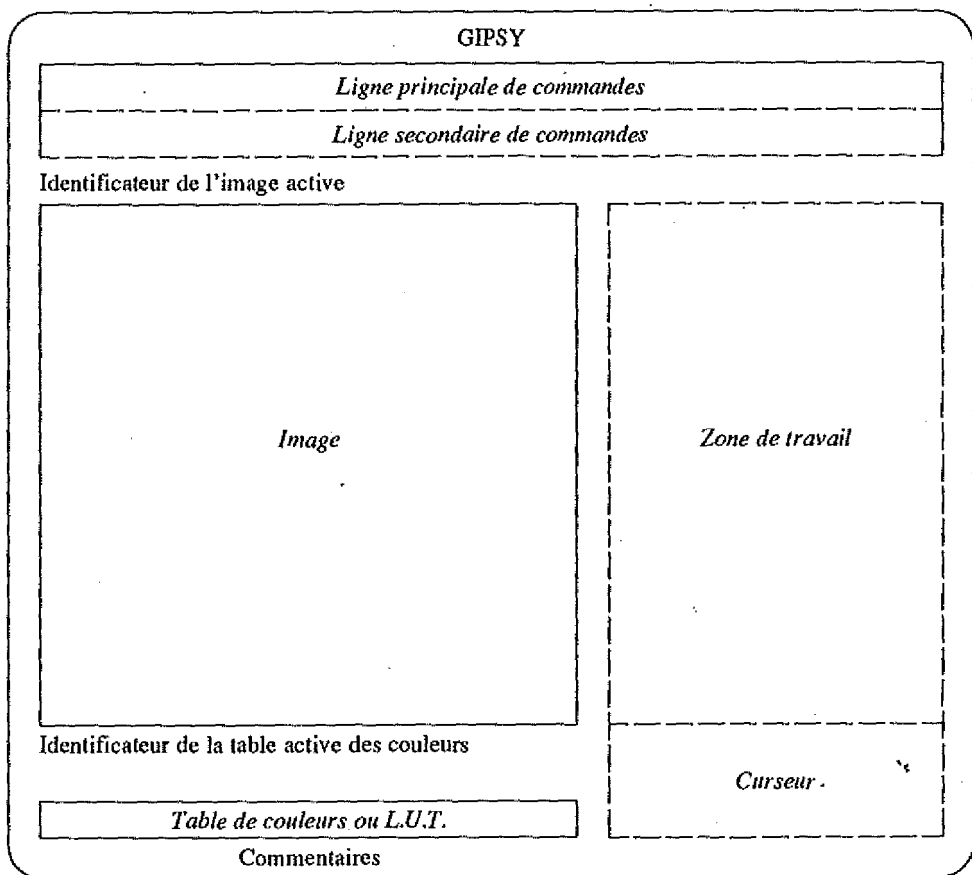 GIPSY
Ligne principale de commandes
Ligne secondaire de commandes
Identificateur de l'image active
Image
Zone de travail
Identificateur de la table active des couleurs
Curseur
Table de couleurs ou L.U.T.
Commentaires